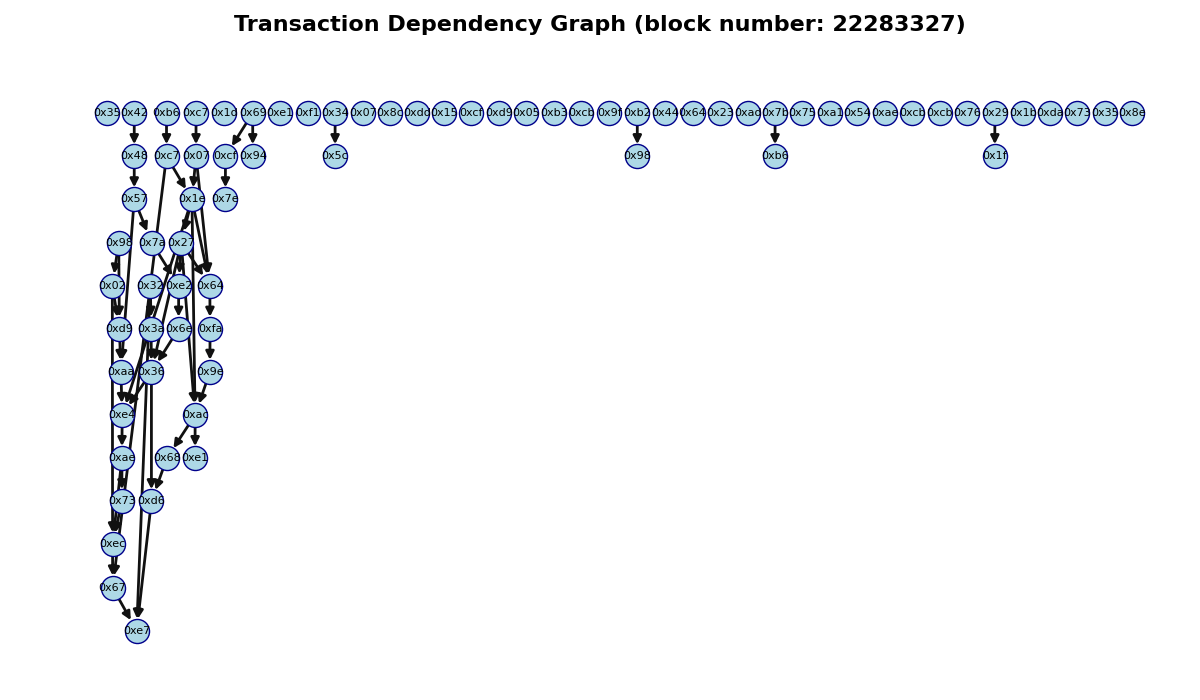 Transaction Dependency Graph (block number: 22283327)
0x35 0x42 0xb6 0xc7 0x1d 0x69 0xe1 0xf1 0x34 0x07 0x8c 0xdd 0x15 0xcf 0xd9 0x05 0xb3 0xcb 0x9f 0xb2 0x44 0x64 0x23 0xad 0x7b 0x75 0xa1 0x54 0xae 0xcb 0xcb 0x76 0x29 0x1b 0xda 0x73 0x35 0x8e
0x48 0xc7 0x07 0xcf 0x94 0x5c 0x98 0xb6 0x1f
0x57 0x1e 0x7e
0x98 0x7a 0x27
0x02 0x32 0xe2 0x64
0xd9 0x3a 0x6e 0xfa
0xaa 0x36 0x9e
0xe4 0xac
0xae 0x68 0xe1
0x73 0xd6
0xec
0x67
0xe7